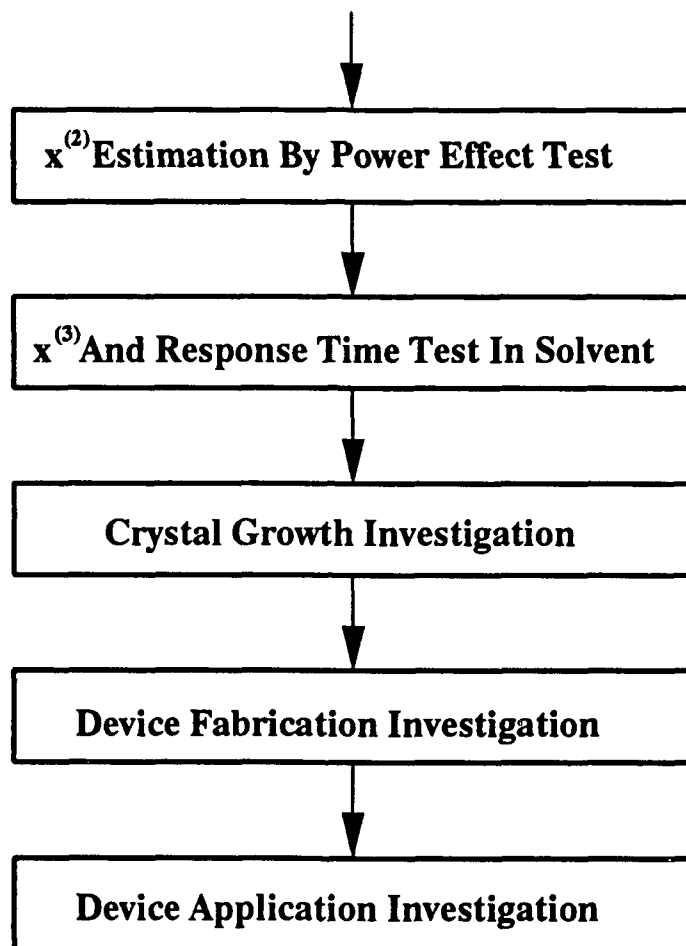 x(2)Estimation By Power Effect Test
x(3)And Response Time Test In Solvent
Crystal Growth Investigation
Device Fabrication Investigation
Device Application Investigation